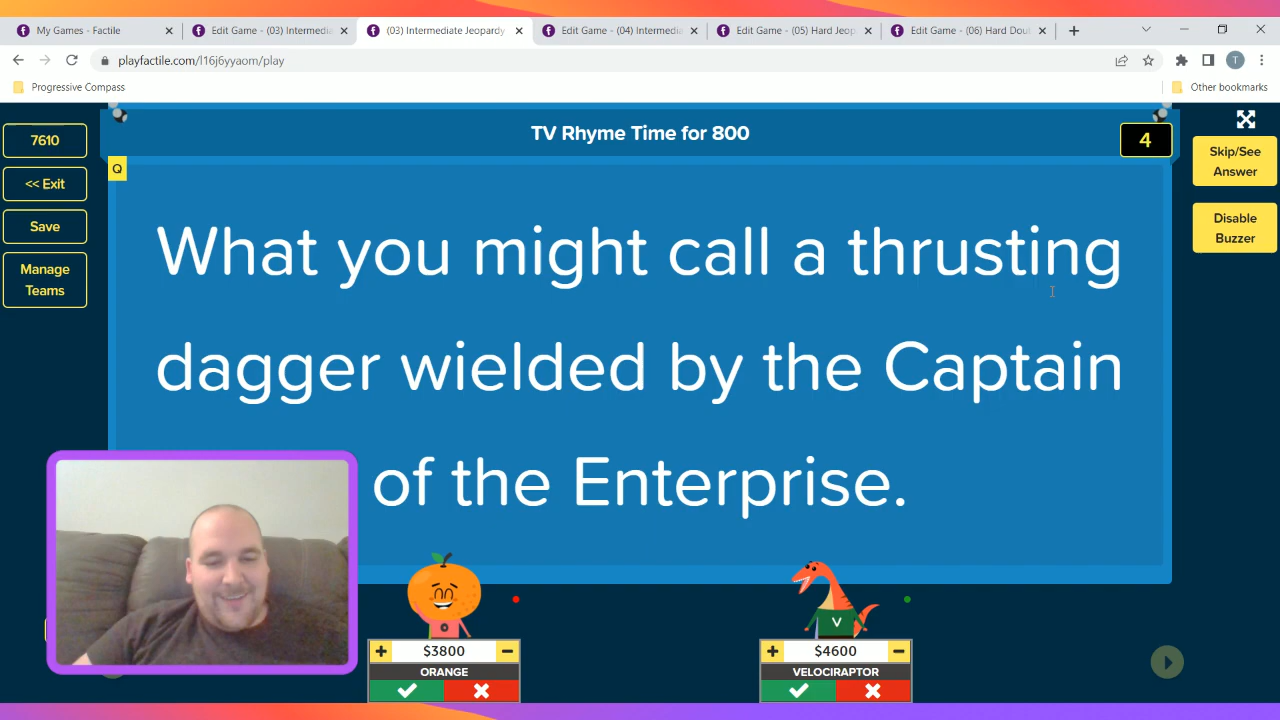 My Games - Factile
Edit Game - (03) Intermedia
(03) Intermediate Jeopardy
Edit Game - (04) Intermedia
Edit Game - (05) Hard Jeop
Edit Game - (06) Hard Dou
playfactile.com/l16j6yyaom/play
T
Progressive Compass
Other bookmarks
7610
<< Exit
Save
Manage
Teams
TV Rhyme Time for 800
4
Skip/See
Answer
Disable
Buzzer
Q
What you might call a thrusting
dagger wielded by the Captain
of the Enterprise.
O
V
+ $3800 −
ORANGE
+ $4600 −
VELOCIRAPTOR